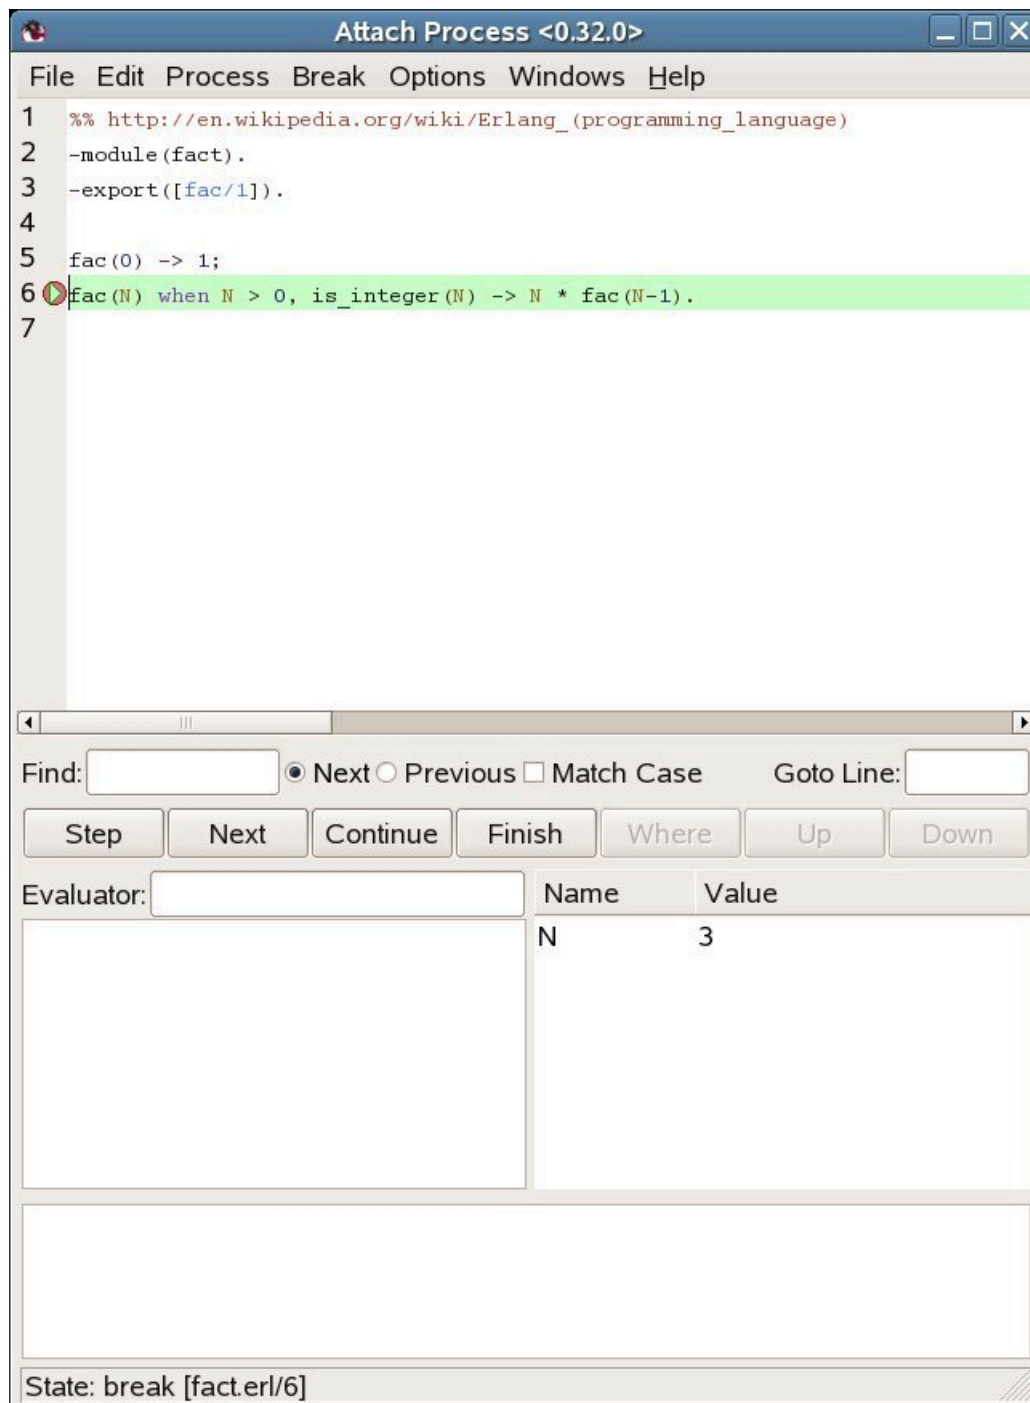 Attach Process <0.32.0>
File Edit Process Break Options Windows Help
1 %% http://en.wikipedia.org/wiki/Erlang_(programming_language)
2 -module(fact).
3 -export([fac/1]).
4
5 fac(0) -> 1;
6 fac(N) when N > 0, is_integer(N) -> N * fac(N-1).
7
Find: Next Previous Match Case Goto Line:
Step Next Continue Finish Where Up Down
Evaluator: Name Value
N 3
State: break [fact.erl/6]